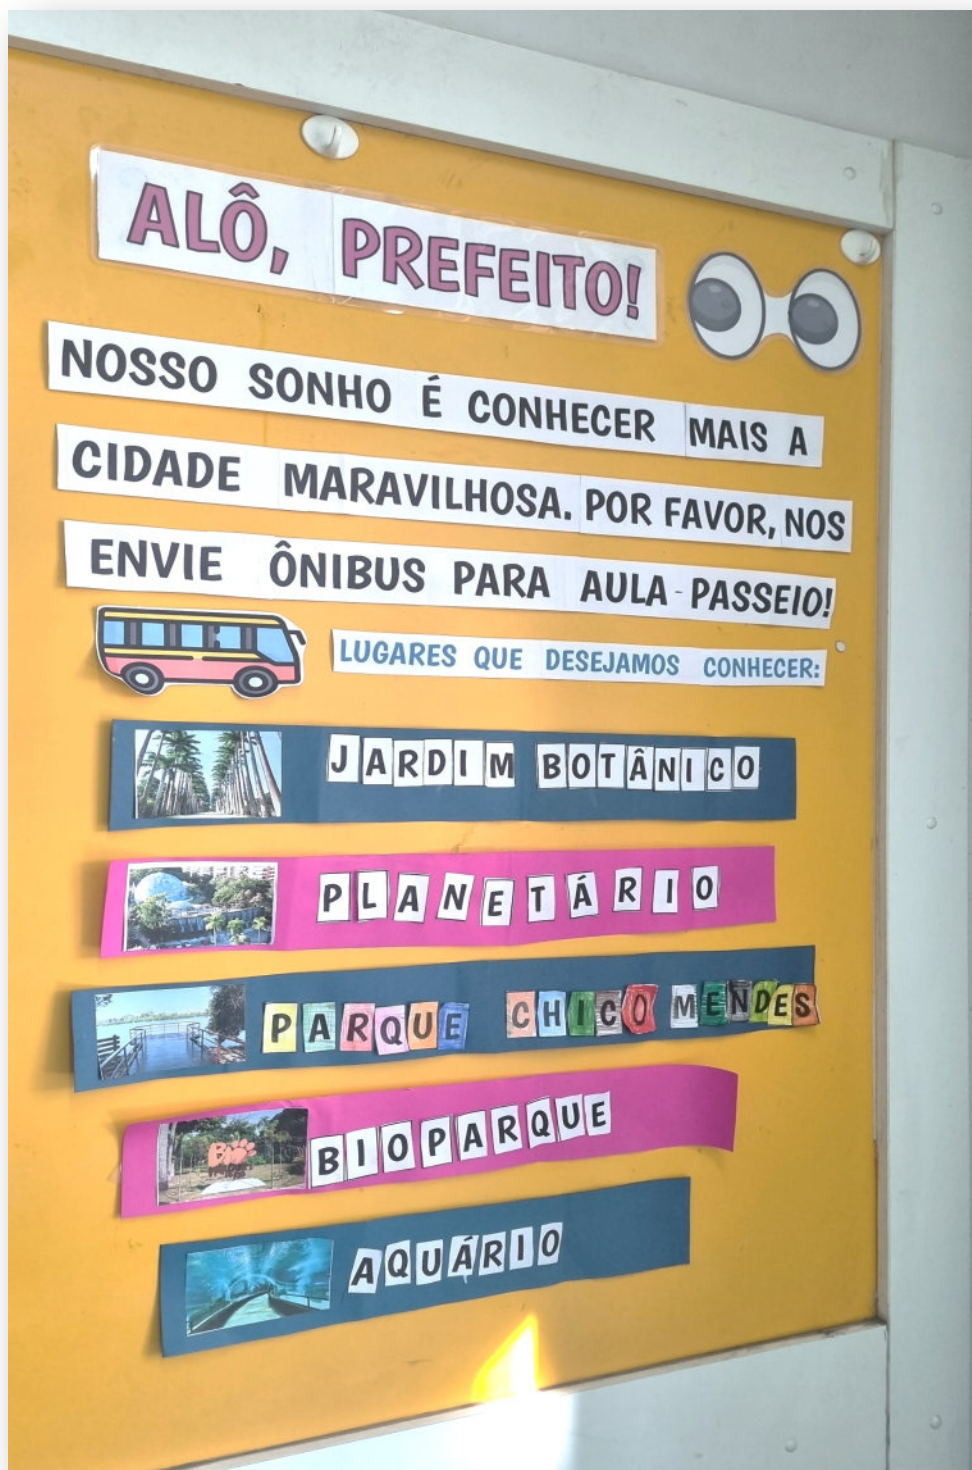 ALÔ, PREFEITO!
NOSSO SONHO É CONHECER MAIS A
CIDADE MARAVILHOSA. POR FAVOR, NOS
ENVIE ÔNIBUS PARA AULA-PASSEIO!
LUGARES QUE DESEJAMOS CONHECER:
JARDIM BOTÂNICO
PLANETÁRIO
PARQUE CHICO MENDES
BIOPARQUE
AQUÁRIO